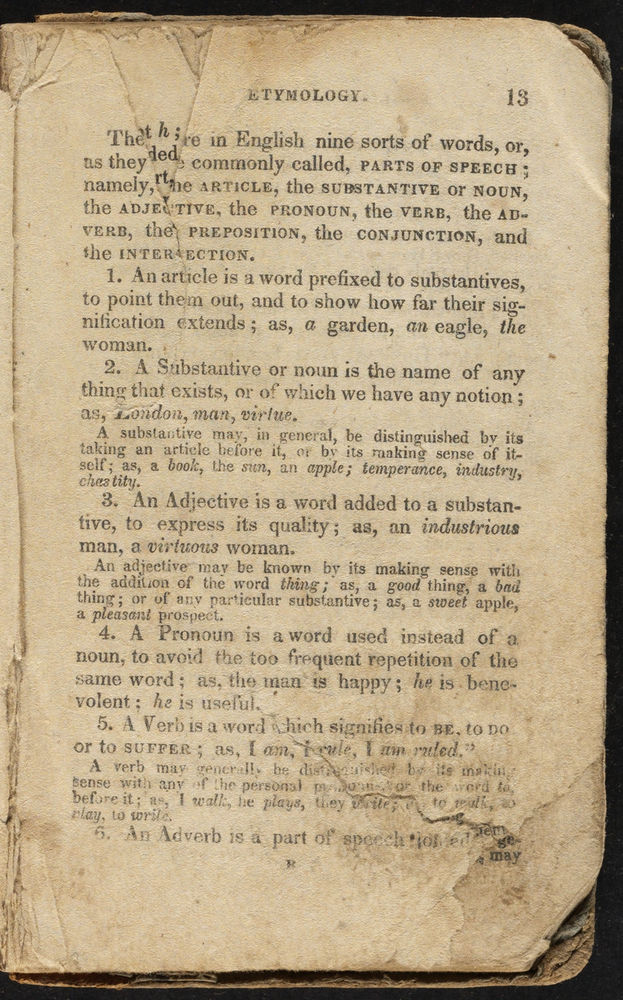 ETYMOLOGY. 13
The t h ; re in English nine sorts of words, or,
as they ded commonly called, PARTS OF SPEECH ;
namely, rt, he ARTICLE, the SUBSTANTIVE or NOUN,
the ADJECTIVE, the PRONOUN, the VERB, the AD-
VERB, the PREPOSITION, the CONJUNCTION, and
the INTERJECTION.
1. An article is a word prefixed to substantives,
to point them out, and to show how far their sig-
nification extends ; as, a garden, an eagle, the
woman.
2. A Substantive or noun is the name of any
thing that exists, or of which we have any notion ;
as, London, man, virtue.
A substantive may, in general, be distinguished by its
taking an article before it, or by its making sense of it-
self ; as, a book, the sun, an apple ; temperance, industry,
chastity.
3. An Adjective is a word added to a substan-
tive, to express its quality ; as, an industrious
man, a virtuous woman.
An adjective may be known by its making sense with
the addition of the word thing ; as, a good thing, a bad
thing ; or of any particular substantive ; as, a sweet apple,
a pleasant prospect.
4. A Pronoun is a word used instead of a
noun, to avoid the too frequent repetition of the
same word ; as, the man is happy ; he is bene-
volent ; he is useful.
5. A Verb is a word which signifies to BE, to DO
or to SUFFER ; as, I am, I rule, I am ruled."
A verb may generally be distinguished by its making
sense with any of the personal pronouns, or the word to,
before it ; as, I walk, he plays, they write ; to walk, to
play, to write.
6. An Adverb is a part of speech
may
B